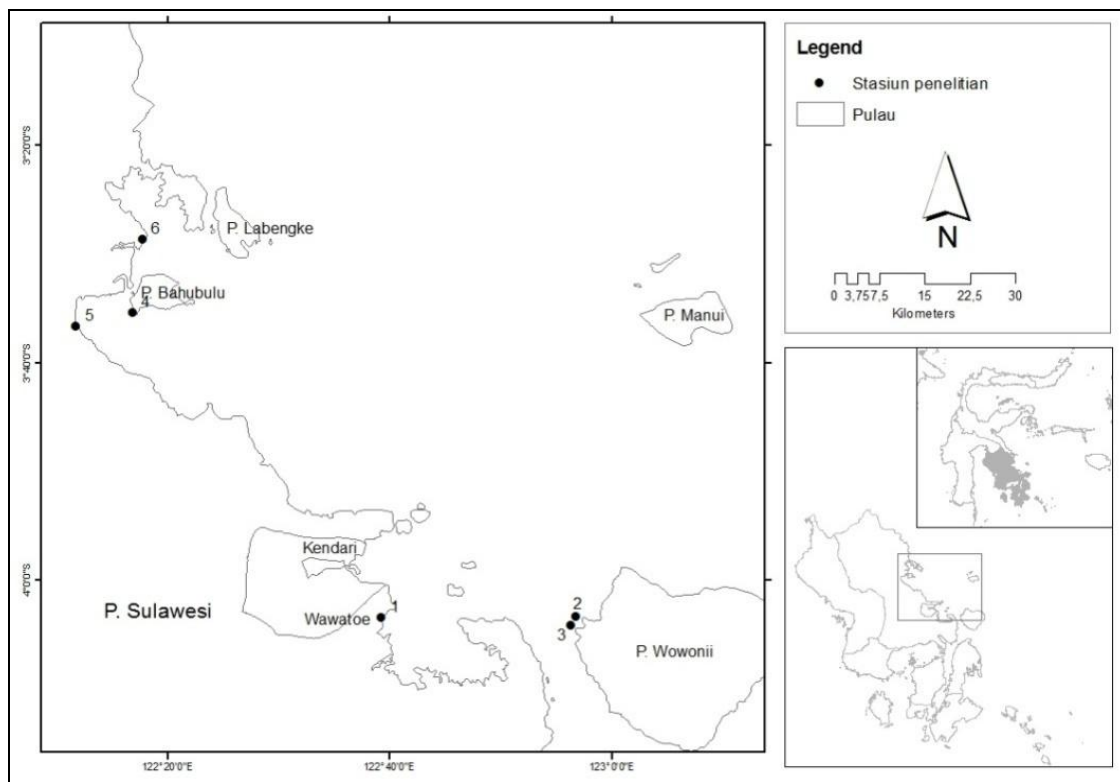 3°20'0"S
3°40'0"S
4°0'0"S
6
P. Labengke
P. Bahubulu
4
5
P. Manui
Kendari
P. Sulawesi
Wawatoe
1
2
3
P. Wowonii
122°20'0"E
122°40'0"E
123°0'0"E
Legend
Stasiun penelitian
Pulau
N
0 3,757,5 15 22,5 30
Kilometers